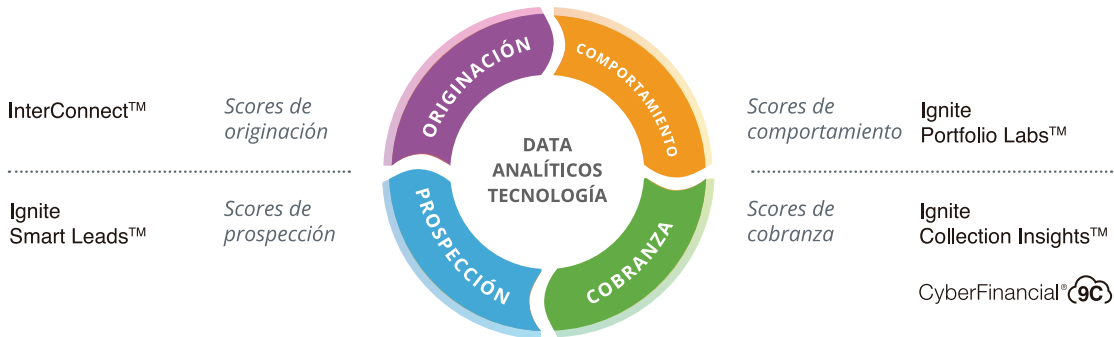 InterConnect™
Scores de
originación
Ignite
Smart Leads™
Scores de
prospección
ORIGINACIÓN
COMPORTAMIENTO
PROSPECCIÓN
COBRANZA
DATA
ANALÍTICOS
TECNOLOGÍA
Scores de
comportamiento
Ignite
Portfolio Labs™
Scores de
cobranza
Ignite
Collection Insights™
CyberFinancial® 9C